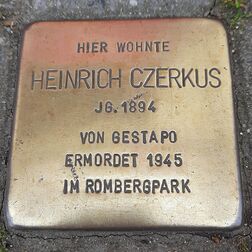 HIER WOHNTE
HEINRICH CZERKUS
JG. 1894
VON GESTAPO
ERMORDET 1945
IM ROMBERGPARK